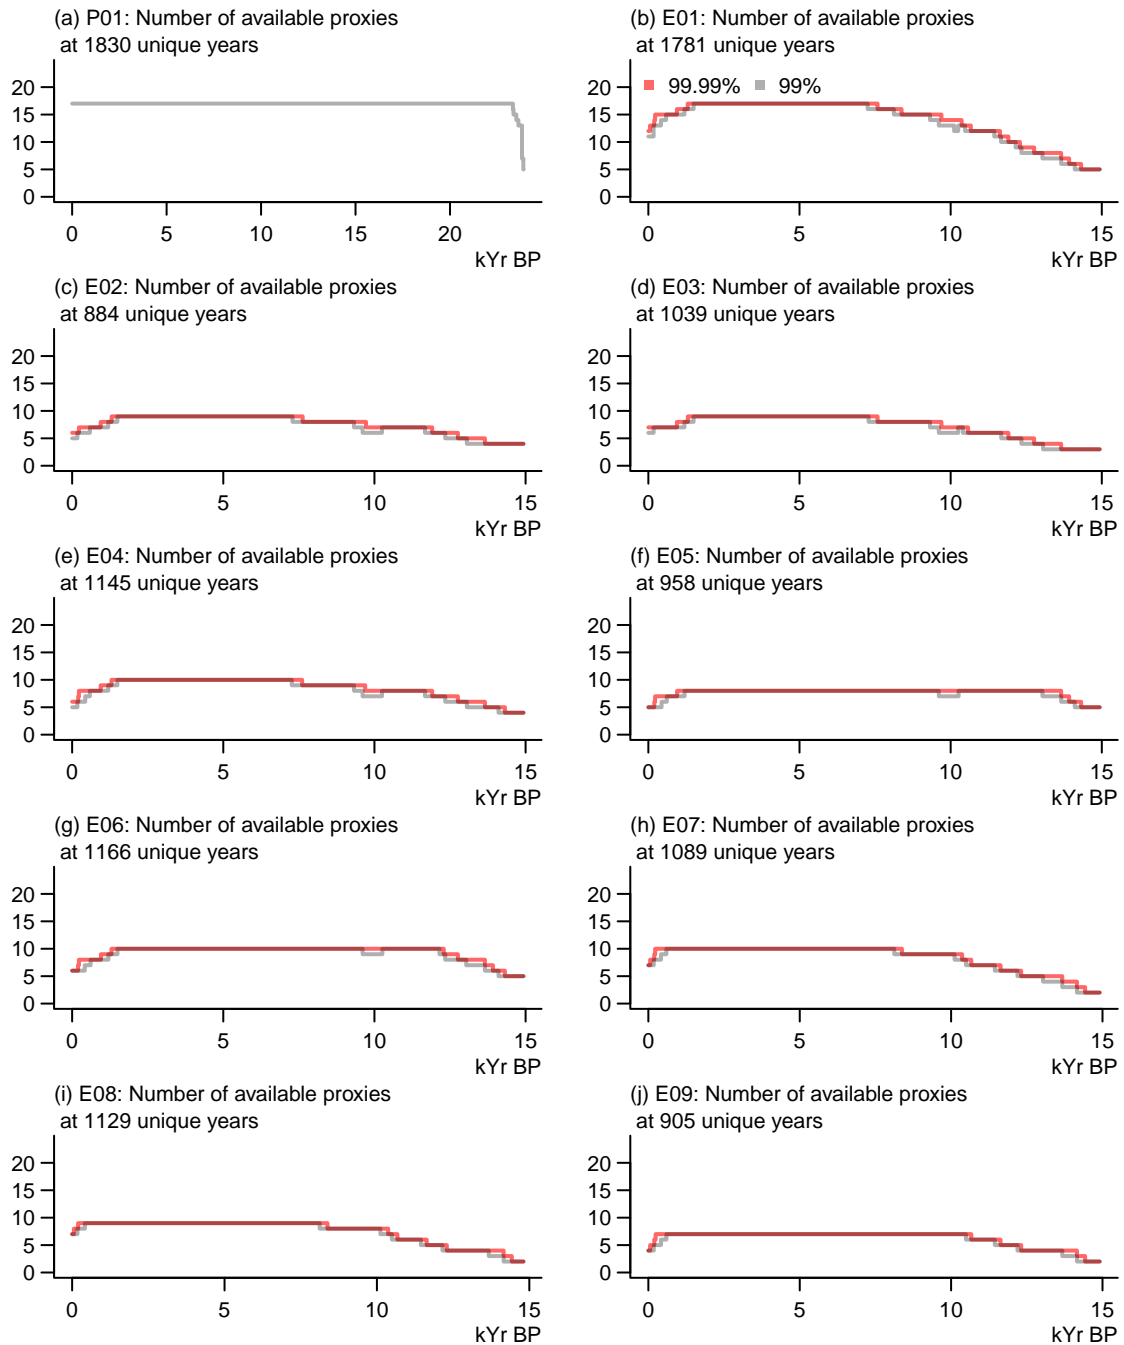 (a) P01: Number of available proxies
at 1830 unique years
20
15
10
5
0
0 5 10 15 20
kYr BP
(b) E01: Number of available proxies
at 1781 unique years
99.99% 99%
20
15
10
5
0
0 5 10 15
kYr BP
(c) E02: Number of available proxies
at 884 unique years
20
15
10
5
0
0 5 10 15
kYr BP
(d) E03: Number of available proxies
at 1039 unique years
20
15
10
5
0
0 5 10 15
kYr BP
(e) E04: Number of available proxies
at 1145 unique years
20
15
10
5
0
0 5 10 15
kYr BP
(f) E05: Number of available proxies
at 958 unique years
20
15
10
5
0
0 5 10 15
kYr BP
(g) E06: Number of available proxies
at 1166 unique years
20
15
10
5
0
0 5 10 15
kYr BP
(h) E07: Number of available proxies
at 1089 unique years
20
15
10
5
0
0 5 10 15
kYr BP
(i) E08: Number of available proxies
at 1129 unique years
20
15
10
5
0
0 5 10 15
kYr BP
(j) E09: Number of available proxies
at 905 unique years
20
15
10
5
0
0 5 10 15
kYr BP